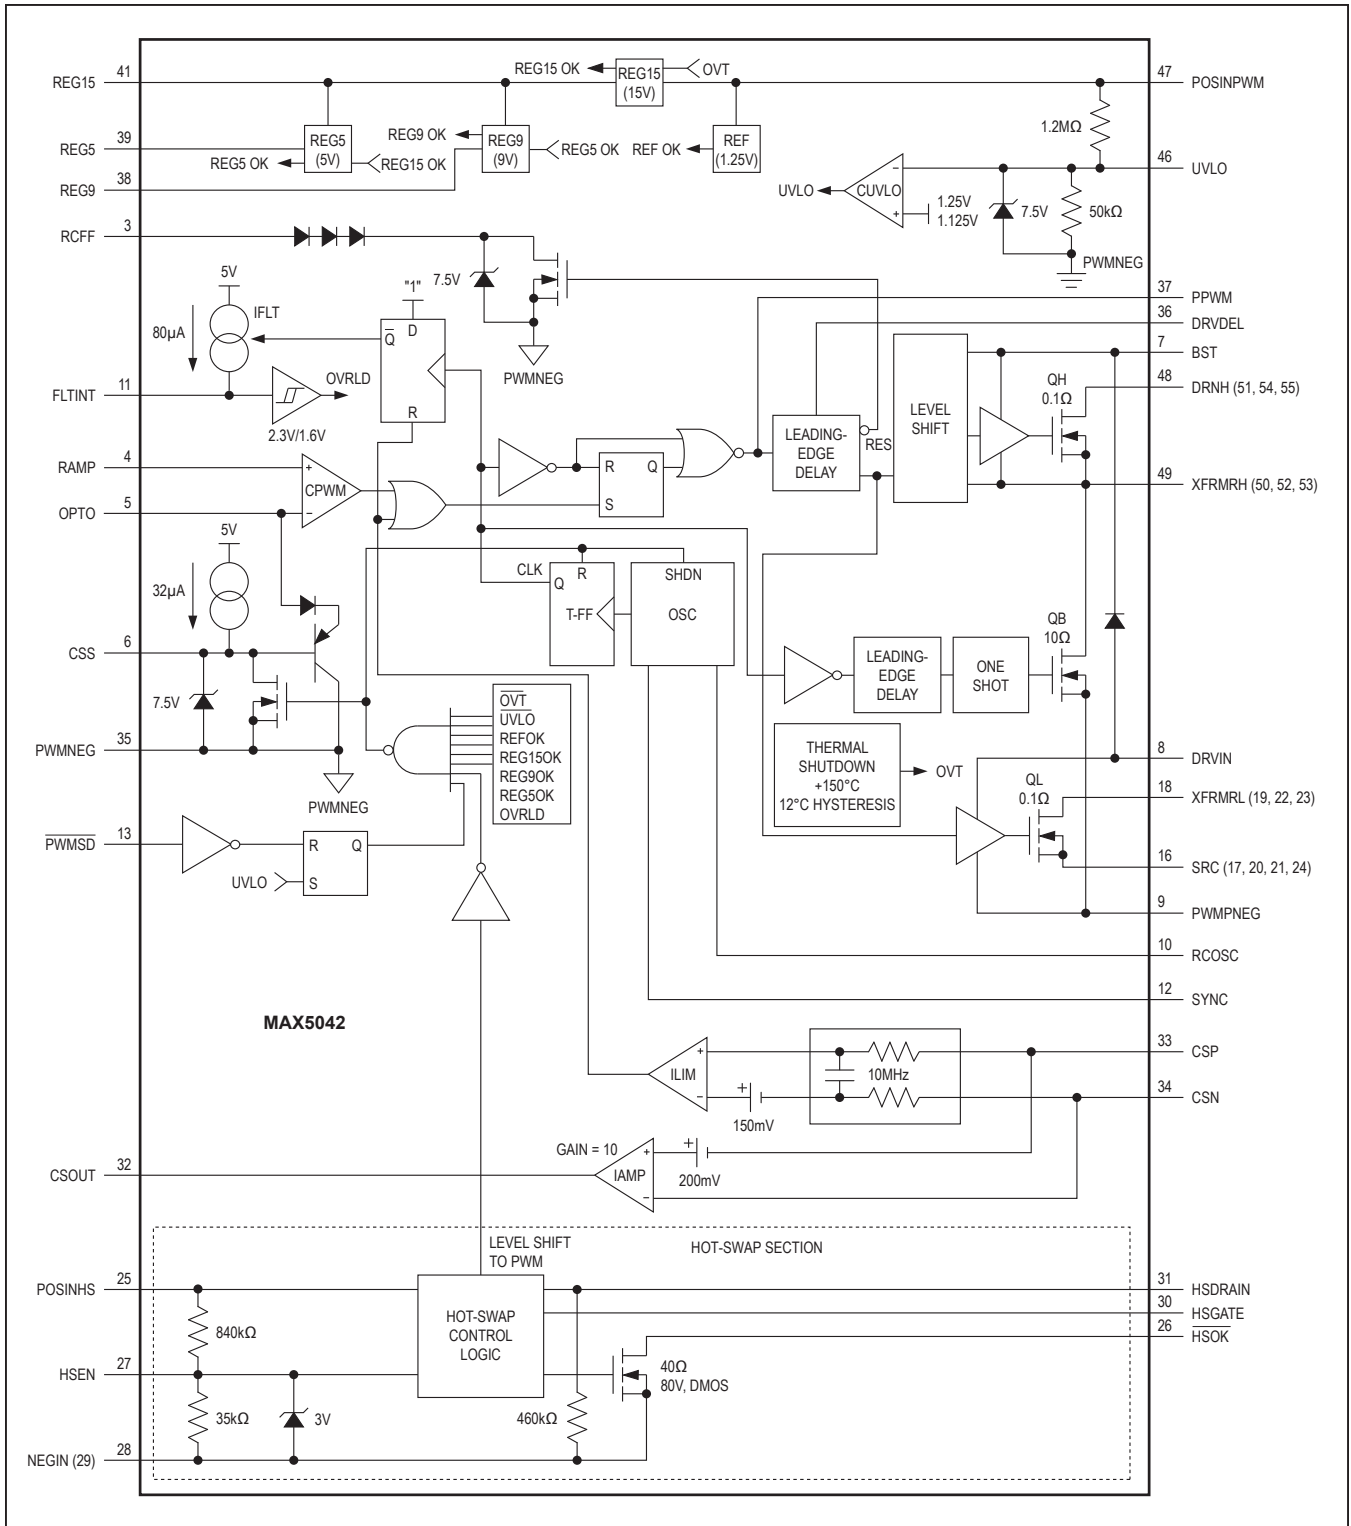 REG15 OK
REG15
(15V)
OVT
REG15
41
47
POSINPWM
REG5
39
REG5
(5V)
REG5 OK
REG15 OK
REG9 OK
REG9
(9V)
REG5 OK
REF OK
REF
(1.25V)
1.2MΩ
REG9
38
46
UVLO
UVLO
CUVLO
−
+
1.25V
1.125V
7.5V
50kΩ
PWMNEG
RCFF
3
7.5V
PWMNEG
5V
IFLT
80µA
"1"
Q
D
R
FLTINT
11
OVRLD
2.3V/1.6V
37
PPWM
36
DRVDEL
7
BST
48
DRNH (51, 54, 55)
QH
0.1Ω
LEVEL
SHIFT
LEADING-
EDGE
DELAY
RES
49
XFRMRH (50, 52, 53)
RAMP
4
+
CPWM
−
OPTO
5
R
Q
S
5V
32µA
CLK
R
Q
T-FF
SHDN
OSC
CSS
6
7.5V
PWMNEG
35
PWMNEG
LEADING-
EDGE
DELAY
ONE
SHOT
QB
10Ω
OVT
UVLO
REFOK
REG15OK
REG9OK
REG5OK
OVRLD
THERMAL
SHUTDOWN
+150°C
12°C HYSTERESIS
OVT
8
DRVIN
QL
0.1Ω
18
XFRMRL (19, 22, 23)
16
SRC (17, 20, 21, 24)
9
PWMPNEG
PWMSD
13
R
Q
S
UVLO
10
RCOSC
12
SYNC
MAX5042
ILIM
+
−
+
150mV
10MHz
33
CSP
34
CSN
CSOUT
32
GAIN = 10
IAMP
+
−
+
200mV
LEVEL SHIFT
TO PWM
HOT-SWAP SECTION
POSINHS
25
840kΩ
HOT-SWAP
CONTROL
LOGIC
31
HSDRAIN
30
HSGATE
26
HSOK
HSEN
27
35kΩ
3V
460kΩ
40Ω
80V, DMOS
NEGIN (29)
28